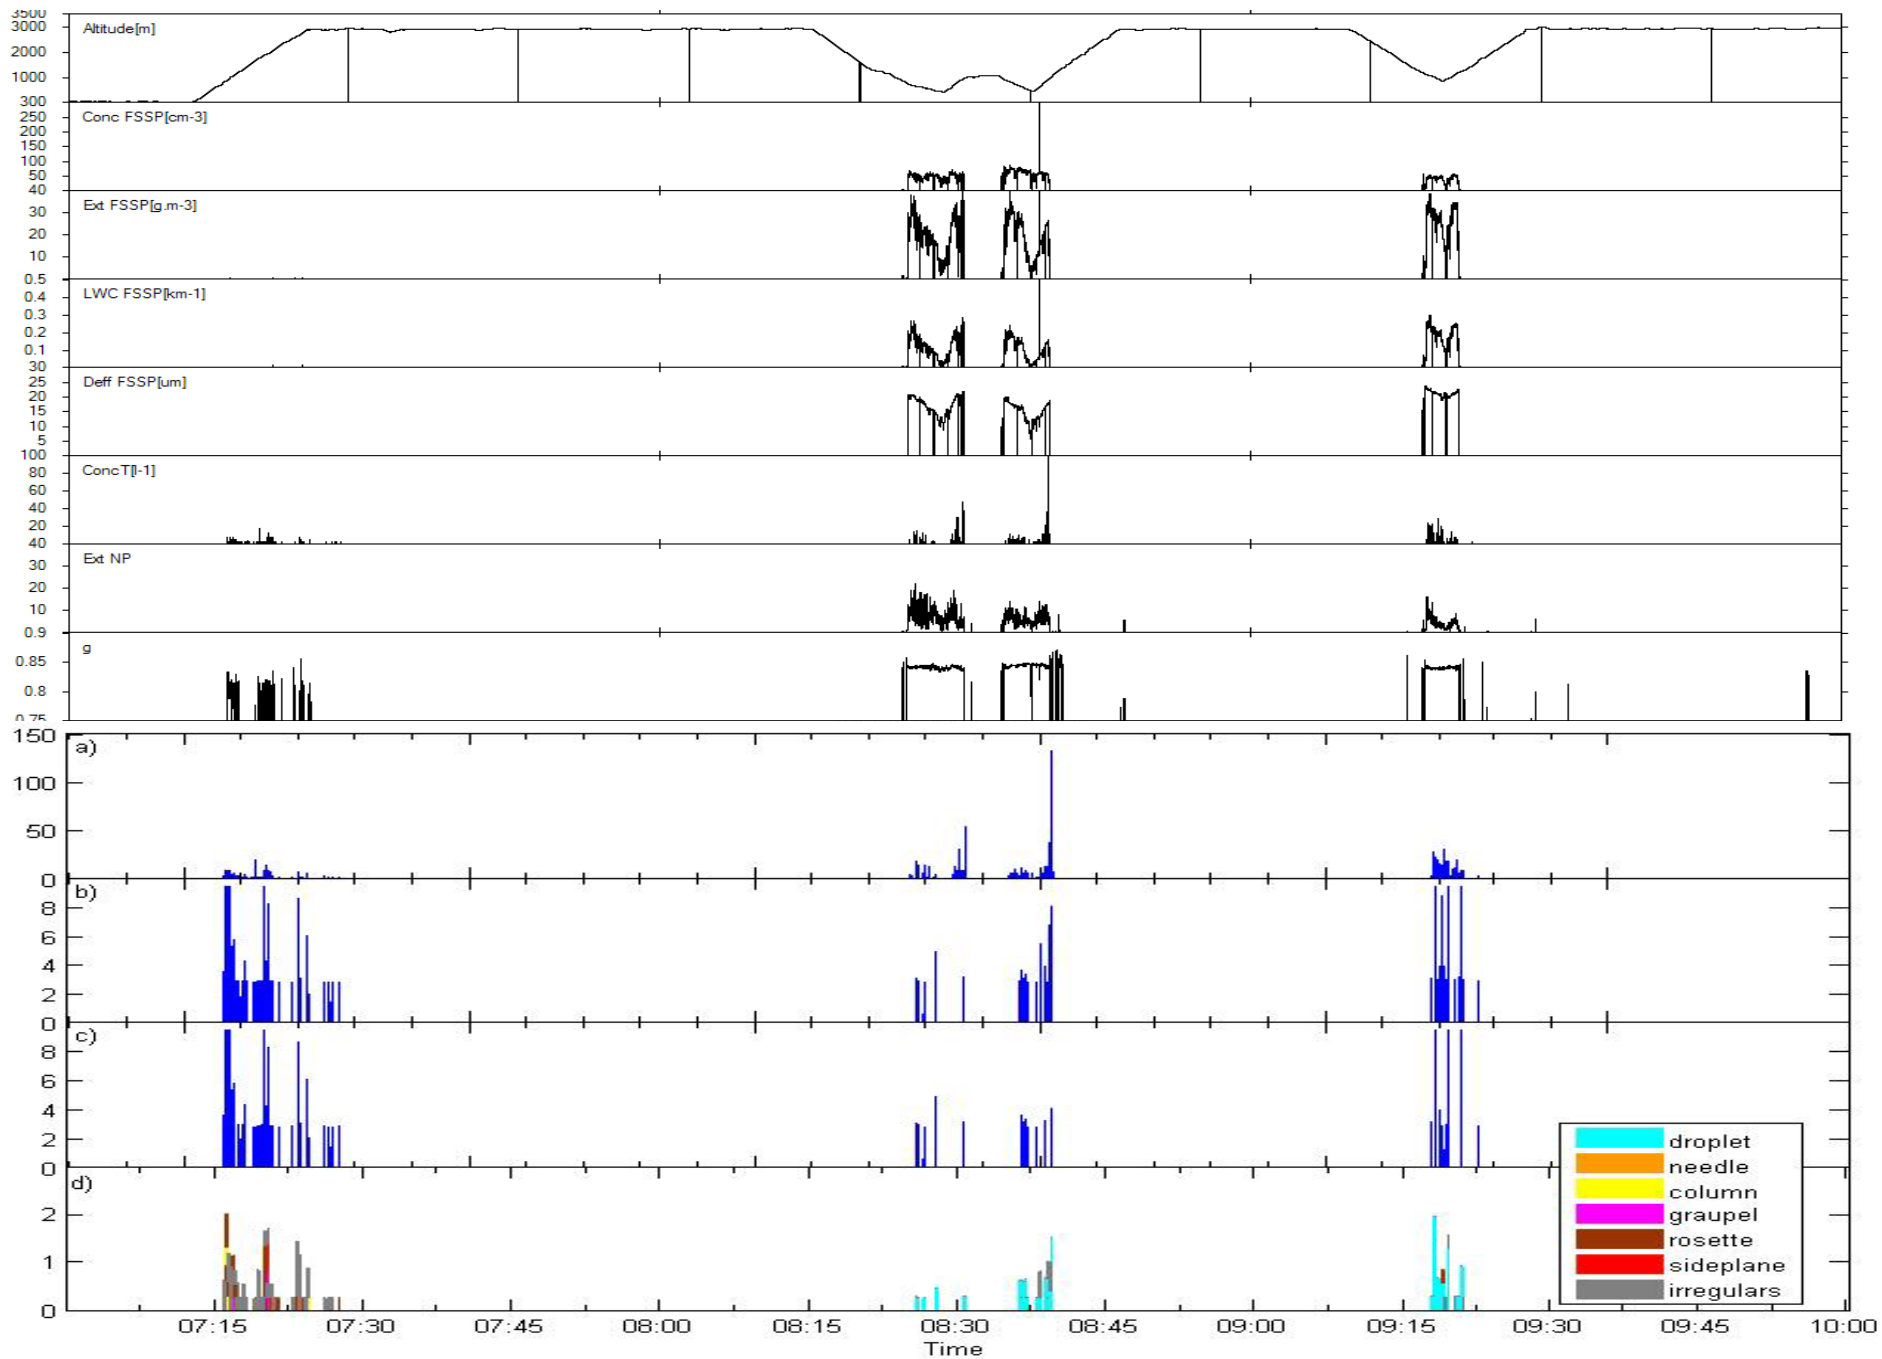 3500
3000
Altitude[m]
2000
1000
300
250
Conc FSSP[cm-3]
200
150
100
50
40
Ext FSSP[g.m-3]
30
20
10
0.5
LWC FSSP[km-1]
0.4
0.3
0.2
0.1
30
Deff FSSP[um]
25
20
15
10
5
100
ConcT[l-1]
80
60
40
20
40
Ext NP
30
20
10
0.9
g
0.85
0.8
0.75
150
a)
100
50
0
b)
8
6
4
2
0
c)
8
6
4
2
0
d)
2
1
0
droplet
needle
column
graupel
rosette
sideplane
irregulars
07:15 07:30 07:45 08:00 08:15 08:30 08:45 09:00 09:15 09:30 09:45 10:00
Time